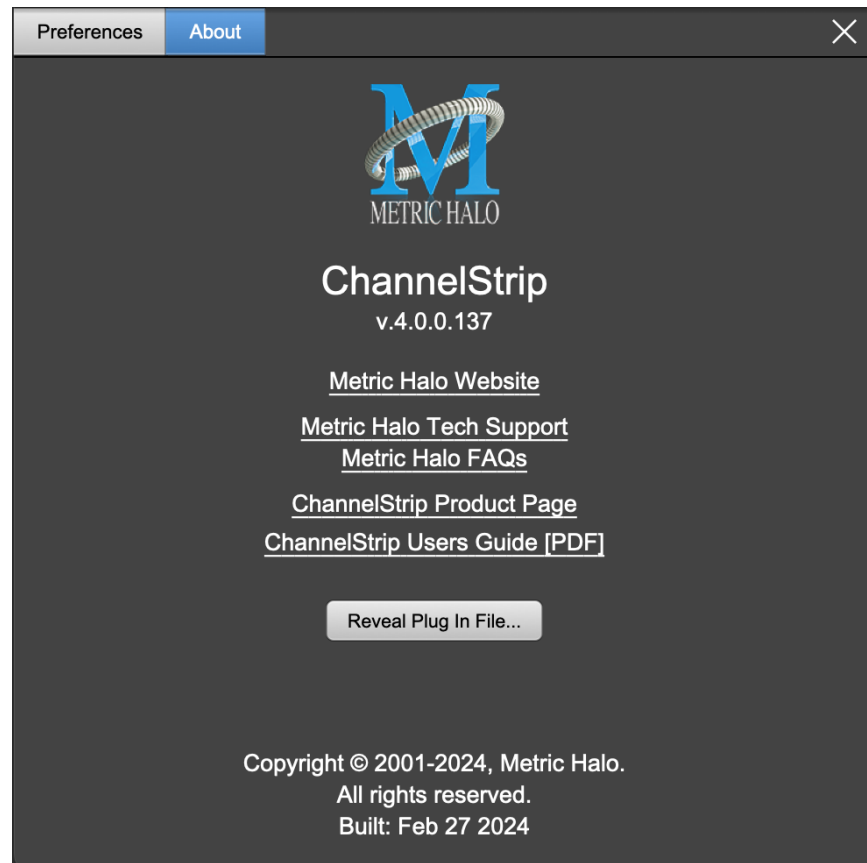 Preferences
About
METRIC HALO
ChannelStrip
v.4.0.0.137
Metric Halo Website
Metric Halo Tech Support
Metric Halo FAQs
ChannelStrip Product Page
ChannelStrip Users Guide [PDF]
Reveal Plug In File...
Copyright © 2001-2024, Metric Halo.
All rights reserved.
Built: Feb 27 2024